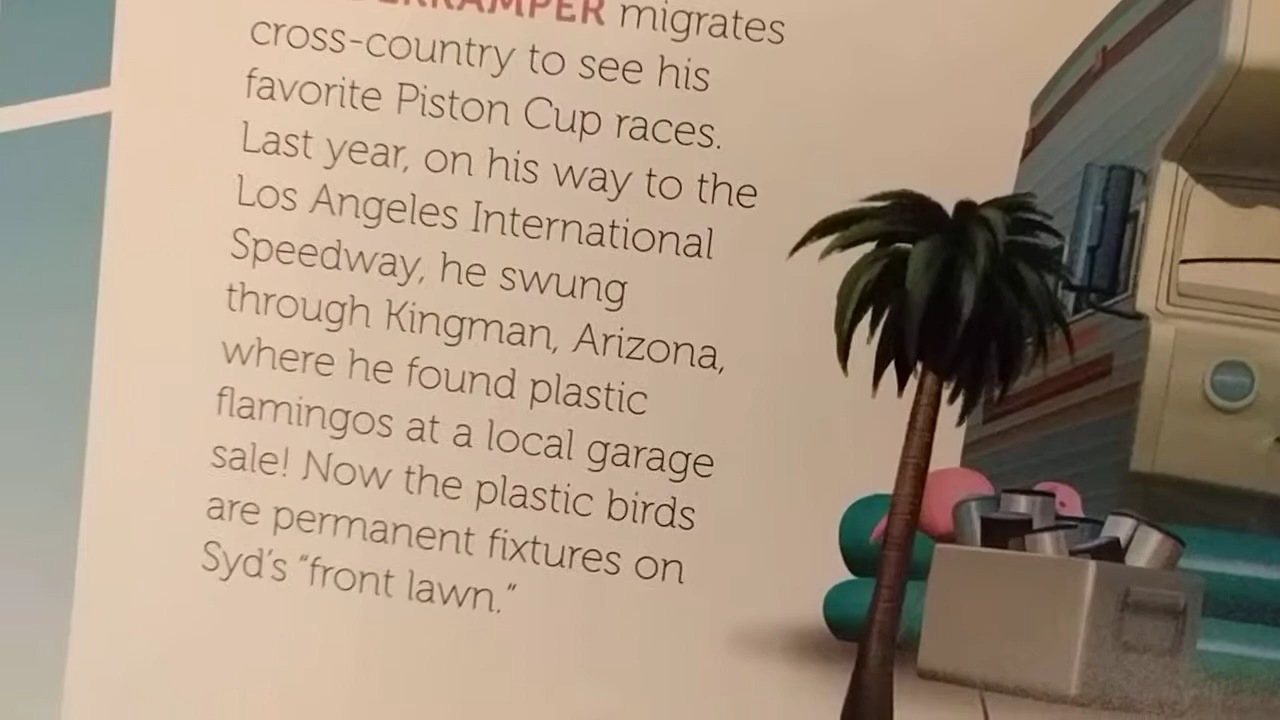 migrates
cross-country to see his
favorite Piston Cup races.
Last year, on his way to the
Los Angeles International
Speedway, he swung
through Kingman, Arizona,
where he found plastic
flamingos at a local garage
sale! Now the plastic birds
are permanent fixtures on
Syd's “front lawn.”